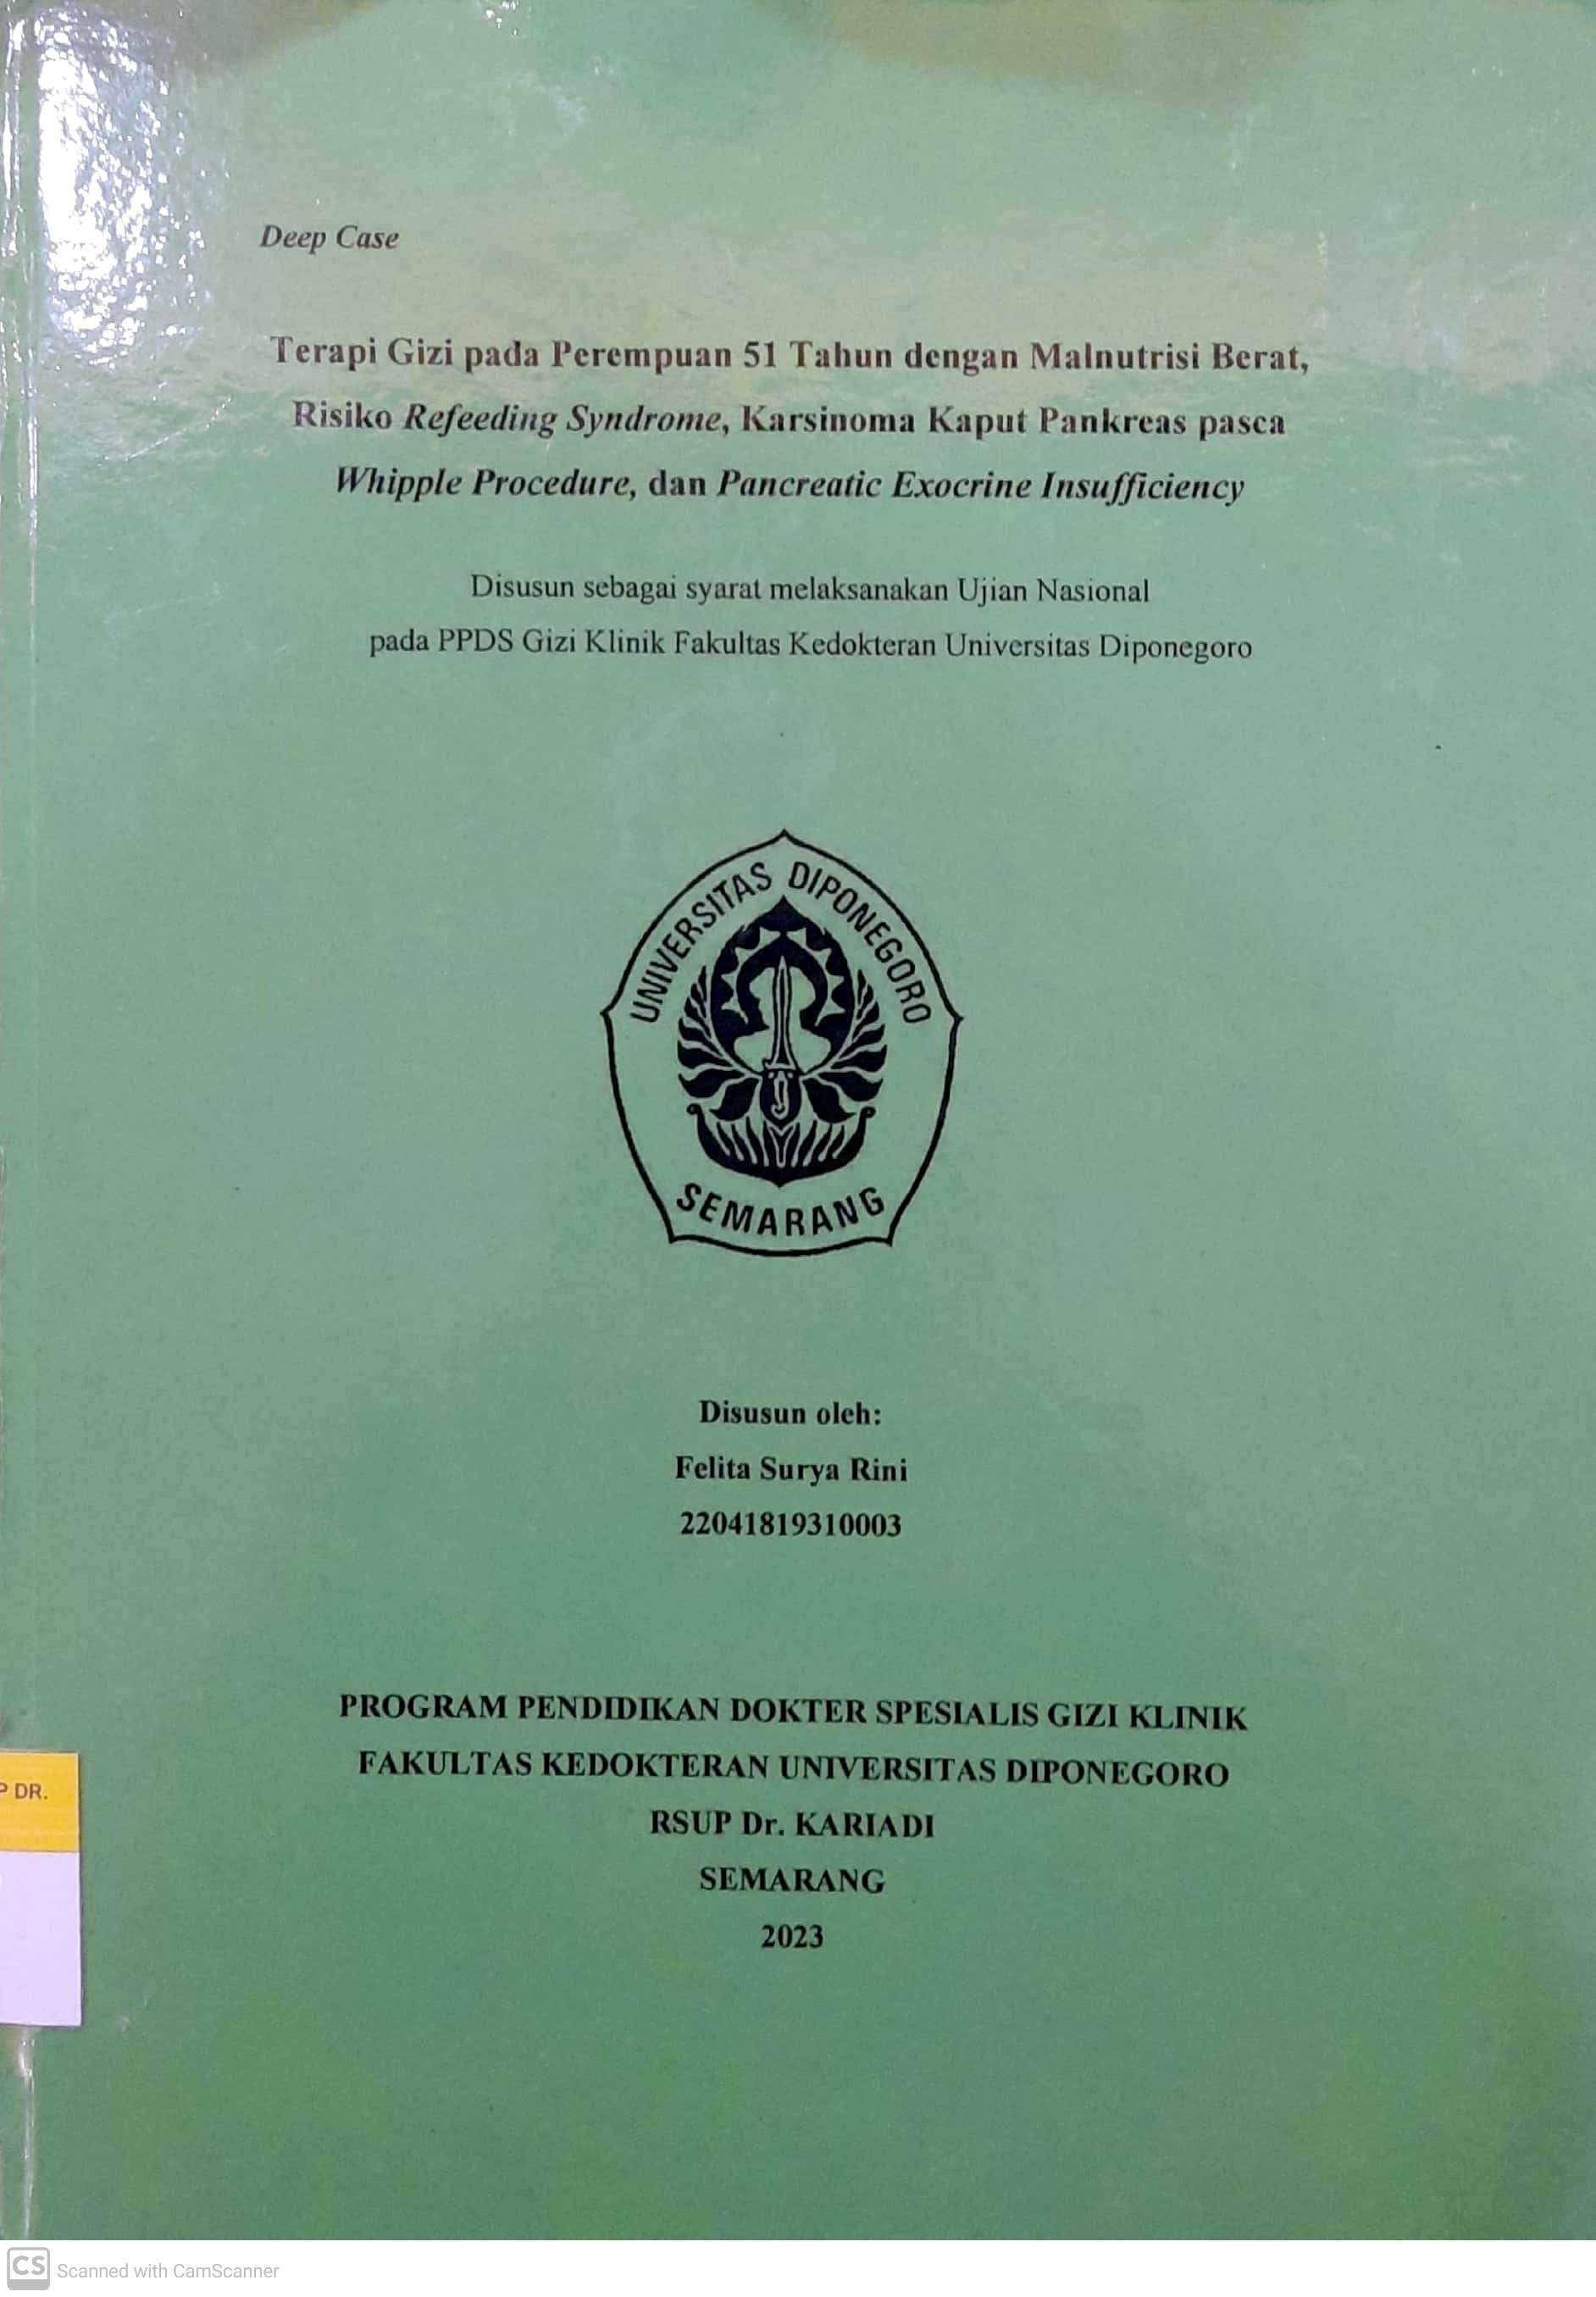 Deep Case
Terapi Gizi pada Perempuan 51 Tahun dengan Malnutrisi Berat,
Risiko Refeeding Syndrome, Karsinoma Kaput Pankreas pasca
Whipple Procedure, dan Pancreatic Exocrine Insufficiency
Disusun sebagai syarat melaksanakan Ujian Nasional
pada PPDS Gizi Klinik Fakultas Kedokteran Universitas Diponegoro
UNIVERSITAS DIPONEGORO
SEMARANG
Disusun oleh:
Felita Surya Rini
22041819310003
PROGRAM PENDIDIKAN DOKTER SPESIALIS GIZI KLINIK
FAKULTAS KEDOKTERAN UNIVERSITAS DIPONEGORO
P DR.
RSUP Dr. KARIADI
SEMARANG
2023
CS Scanned with CamScanner